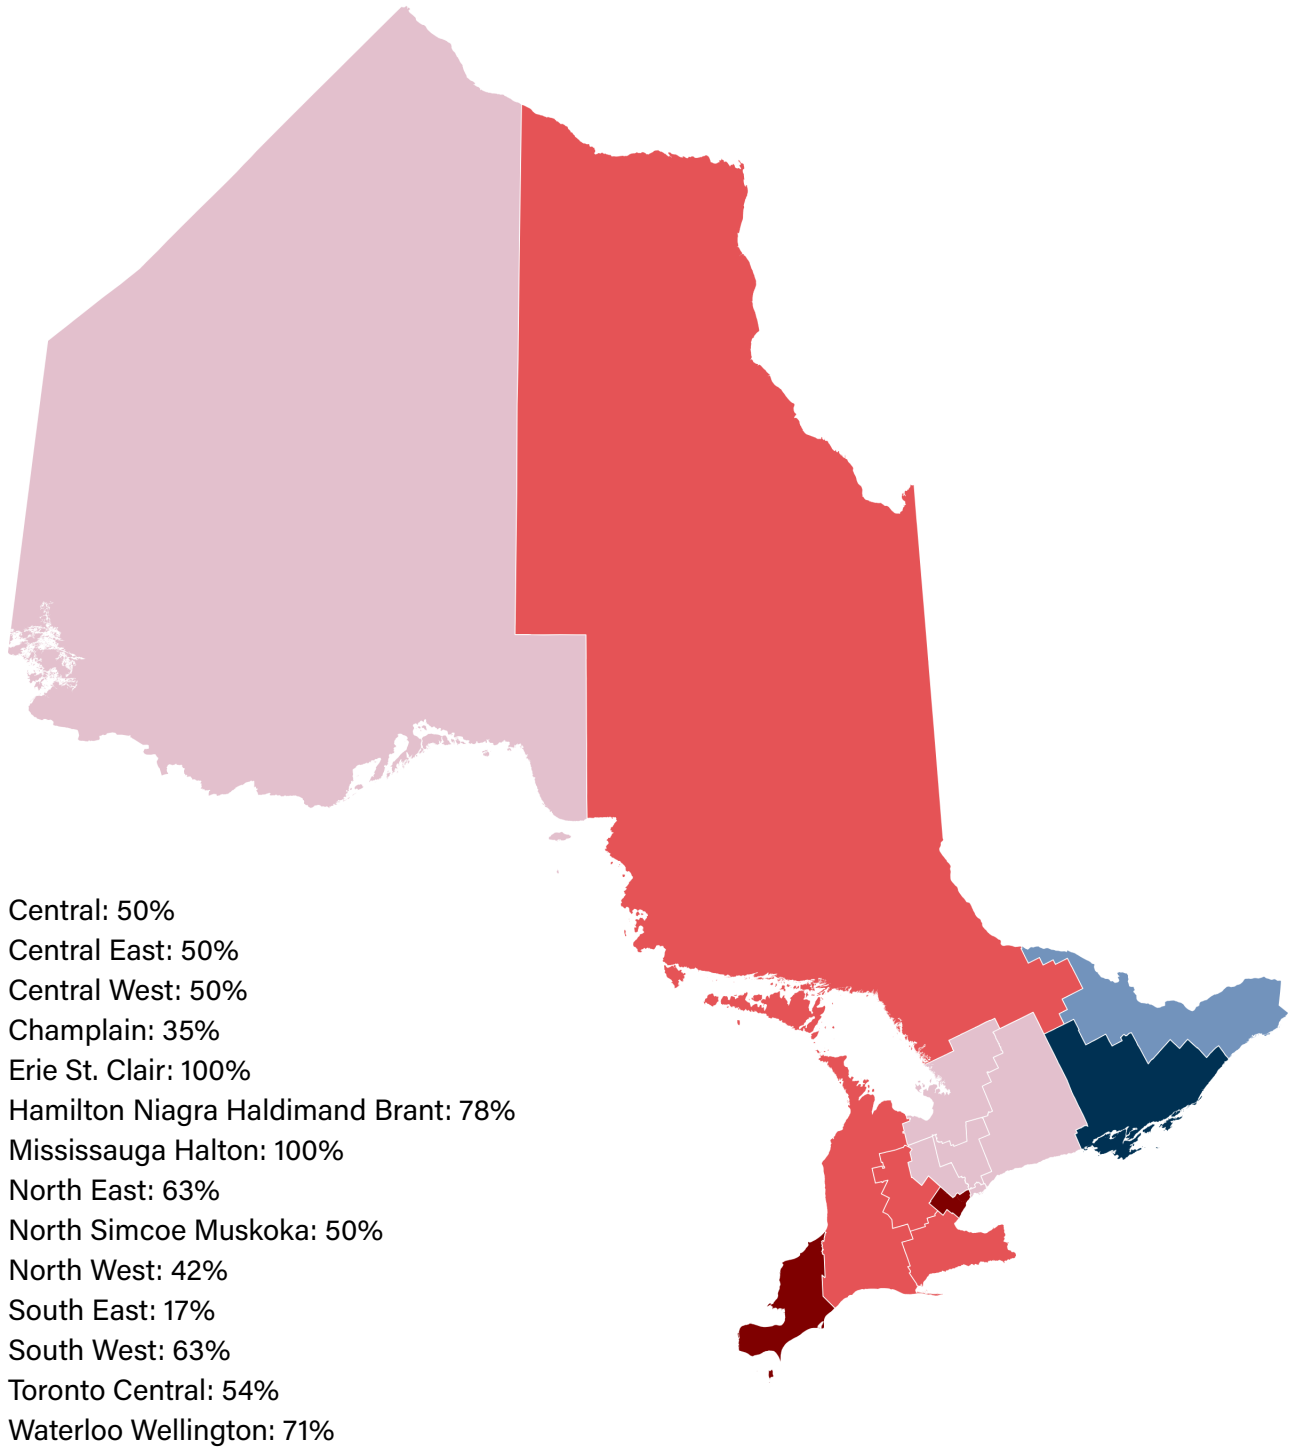 Central: 50%
Central East: 50%
Central West: 50%
Champlain: 35%
Erie St. Clair: 100%
Hamilton Niagra Haldimand Brant: 78%
Mississauga Halton: 100%
North East: 63%
North Simcoe Muskoka: 50%
North West: 42%
South East: 17%
South West: 63%
Toronto Central: 54%
Waterloo Wellington: 71%